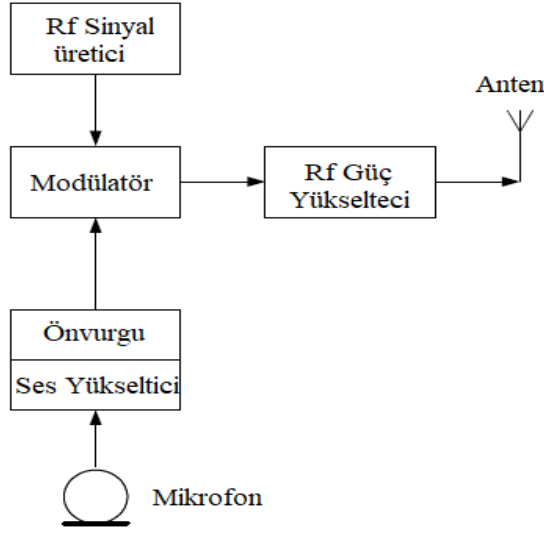 Rf Sinyal
üretici
Anten
Modülatör
Rf Güç
Yükselteci
Önvurgu
Ses Yükseltici
Mikrofon